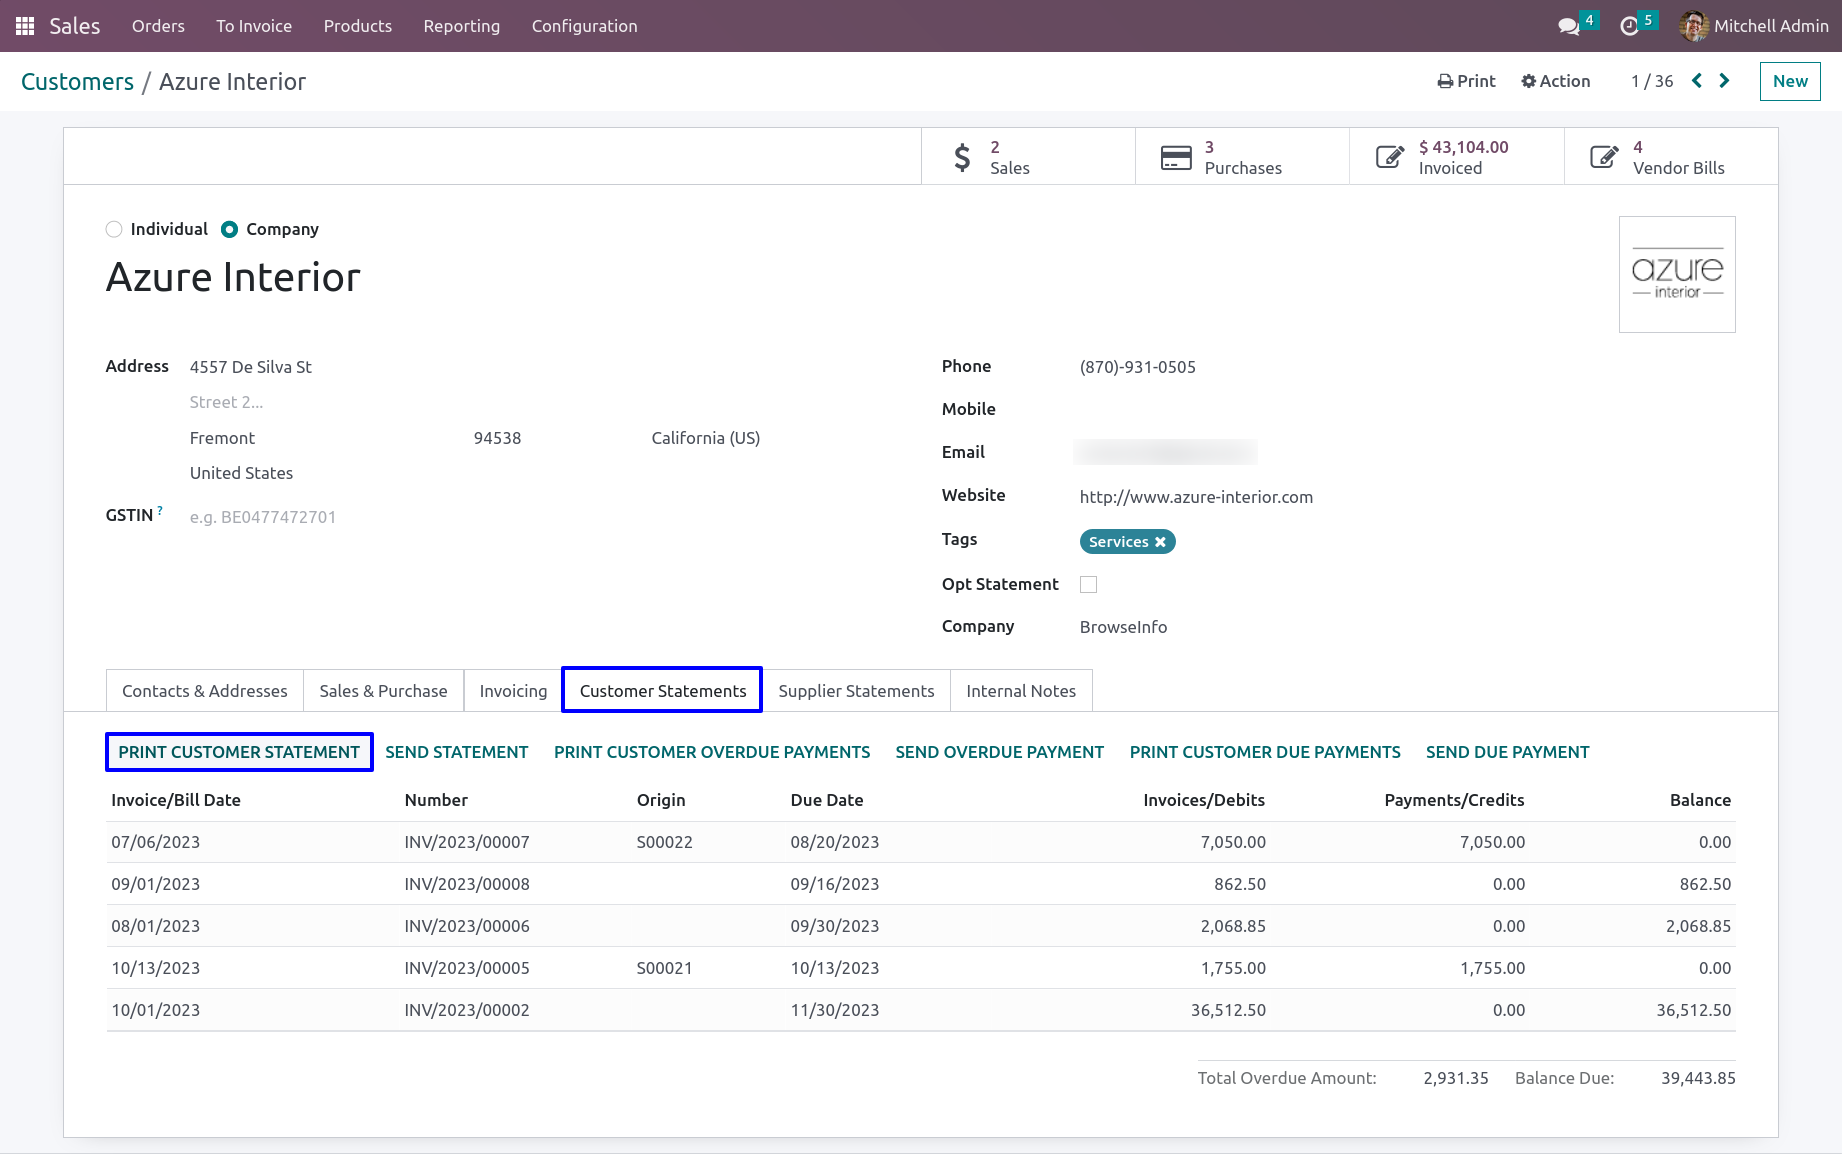 Sales Orders To Invoice Products Reporting Configuration 4 5 Mitchell Admin
Customers / Azure Interior Print Action 1 / 36 New
2 Sales
3 Purchases
$ 43,104.00 Invoiced
4 Vendor Bills
Individual Company
Azure Interior
azure
interior
Address 4557 De Silva St
Street 2...
Fremont 94538 California (US)
United States
GSTIN ? e.g. BE0477472701
Phone (870)-931-0505
Mobile
Email
Website http://www.azure-interior.com
Tags Services ✖
Opt Statement
Company BrowseInfo
Contacts & Addresses Sales & Purchase Invoicing Customer Statements Supplier Statements Internal Notes
PRINT CUSTOMER STATEMENT SEND STATEMENT PRINT CUSTOMER OVERDUE PAYMENTS SEND OVERDUE PAYMENT PRINT CUSTOMER DUE PAYMENTS SEND DUE PAYMENT
Invoice/Bill Date Number Origin Due Date Invoices/Debits Payments/Credits Balance
07/06/2023 INV/2023/00007 S00022 08/20/2023 7,050.00 7,050.00 0.00
09/01/2023 INV/2023/00008 09/16/2023 862.50 0.00 862.50
08/01/2023 INV/2023/00006 09/30/2023 2,068.85 0.00 2,068.85
10/13/2023 INV/2023/00005 S00021 10/13/2023 1,755.00 1,755.00 0.00
10/01/2023 INV/2023/00002 11/30/2023 36,512.50 0.00 36,512.50
Total Overdue Amount: 2,931.35 Balance Due: 39,443.85